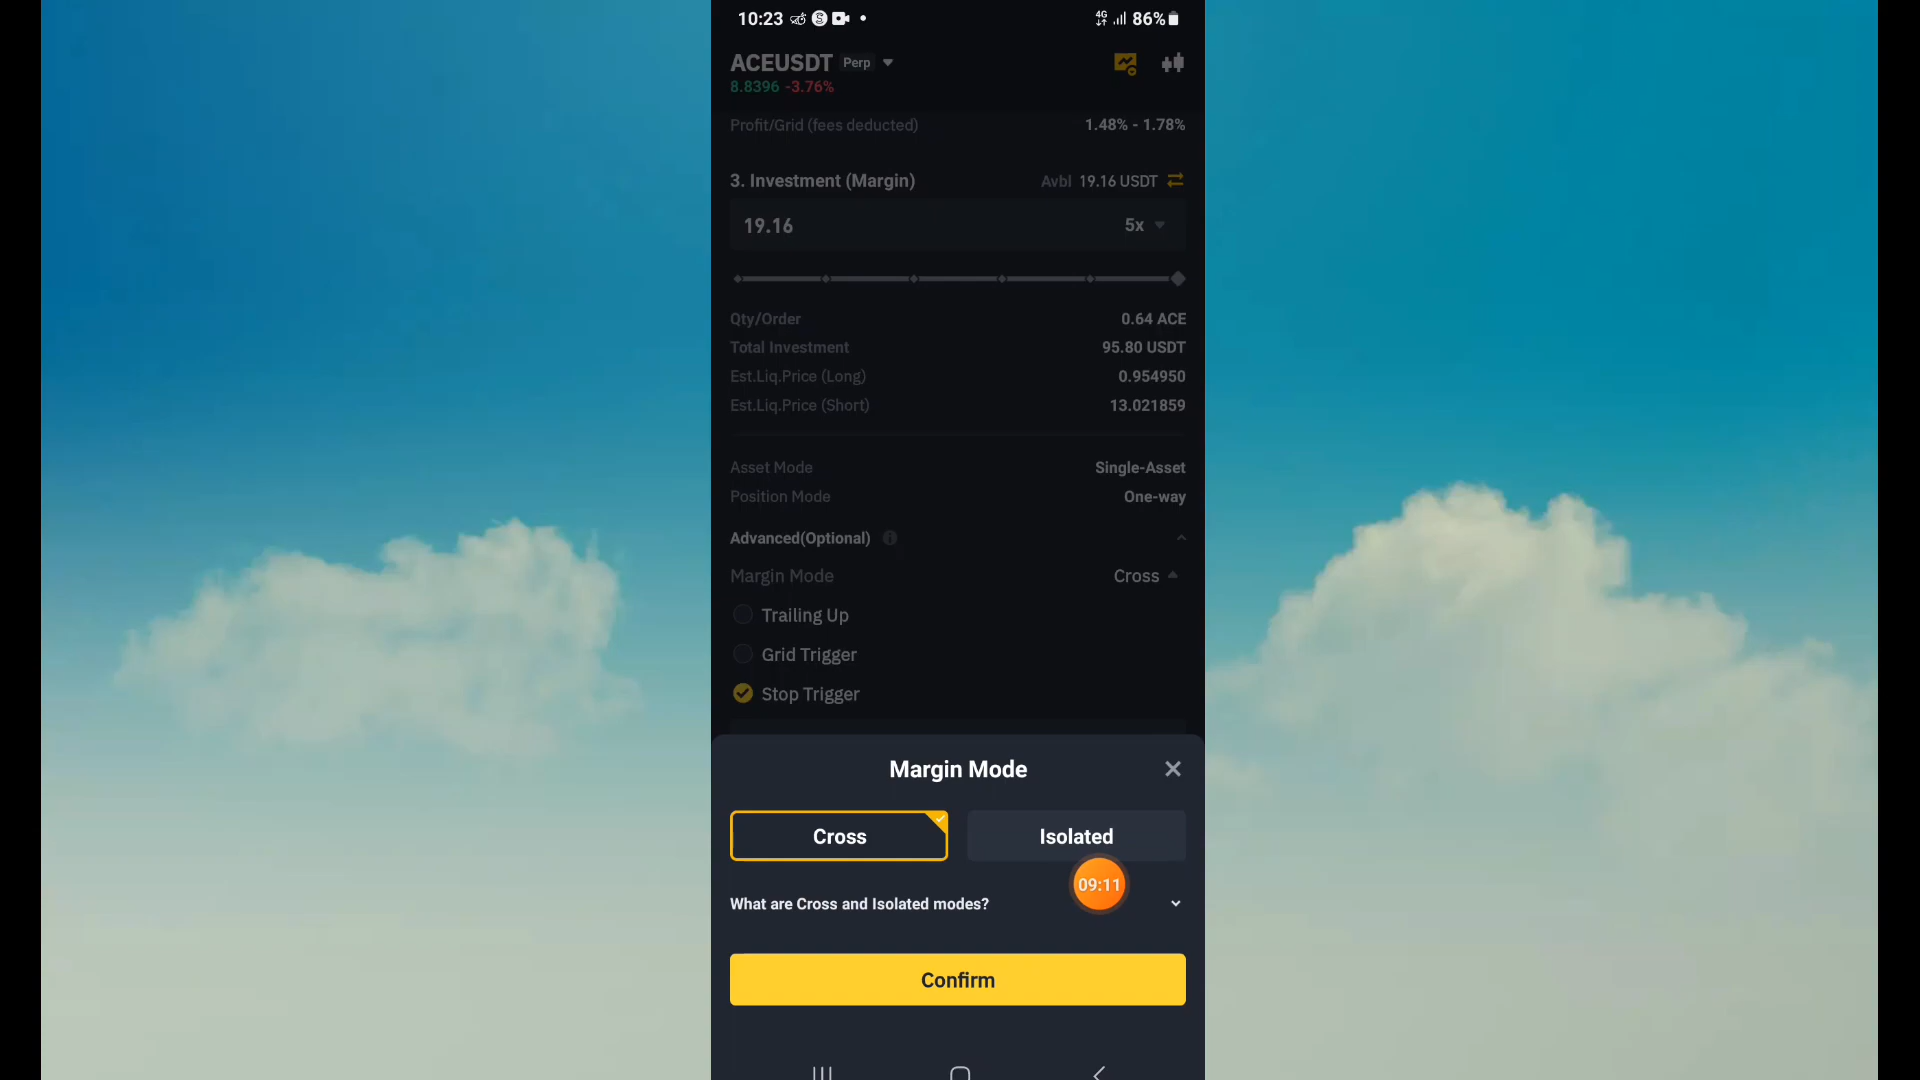 10:23 4G 86%
ACEUSDT Perp
8.8396 -3.76%
Profit/Grid (fees deducted) 1.48% - 1.78%
3. Investment (Margin) Avbl 19.16 USDT
19.16 5x
Qty/Order 0.64 ACE
Total Investment 95.80 USDT
Est.Liq.Price (Long) 0.954950
Est.Liq.Price (Short) 13.021859
Asset Mode Single-Asset
Position Mode One-way
Advanced(Optional)
Margin Mode Cross
Trailing Up
Grid Trigger
Stop Trigger
Margin Mode
Cross Isolated
09:11
What are Cross and Isolated modes?
Confirm